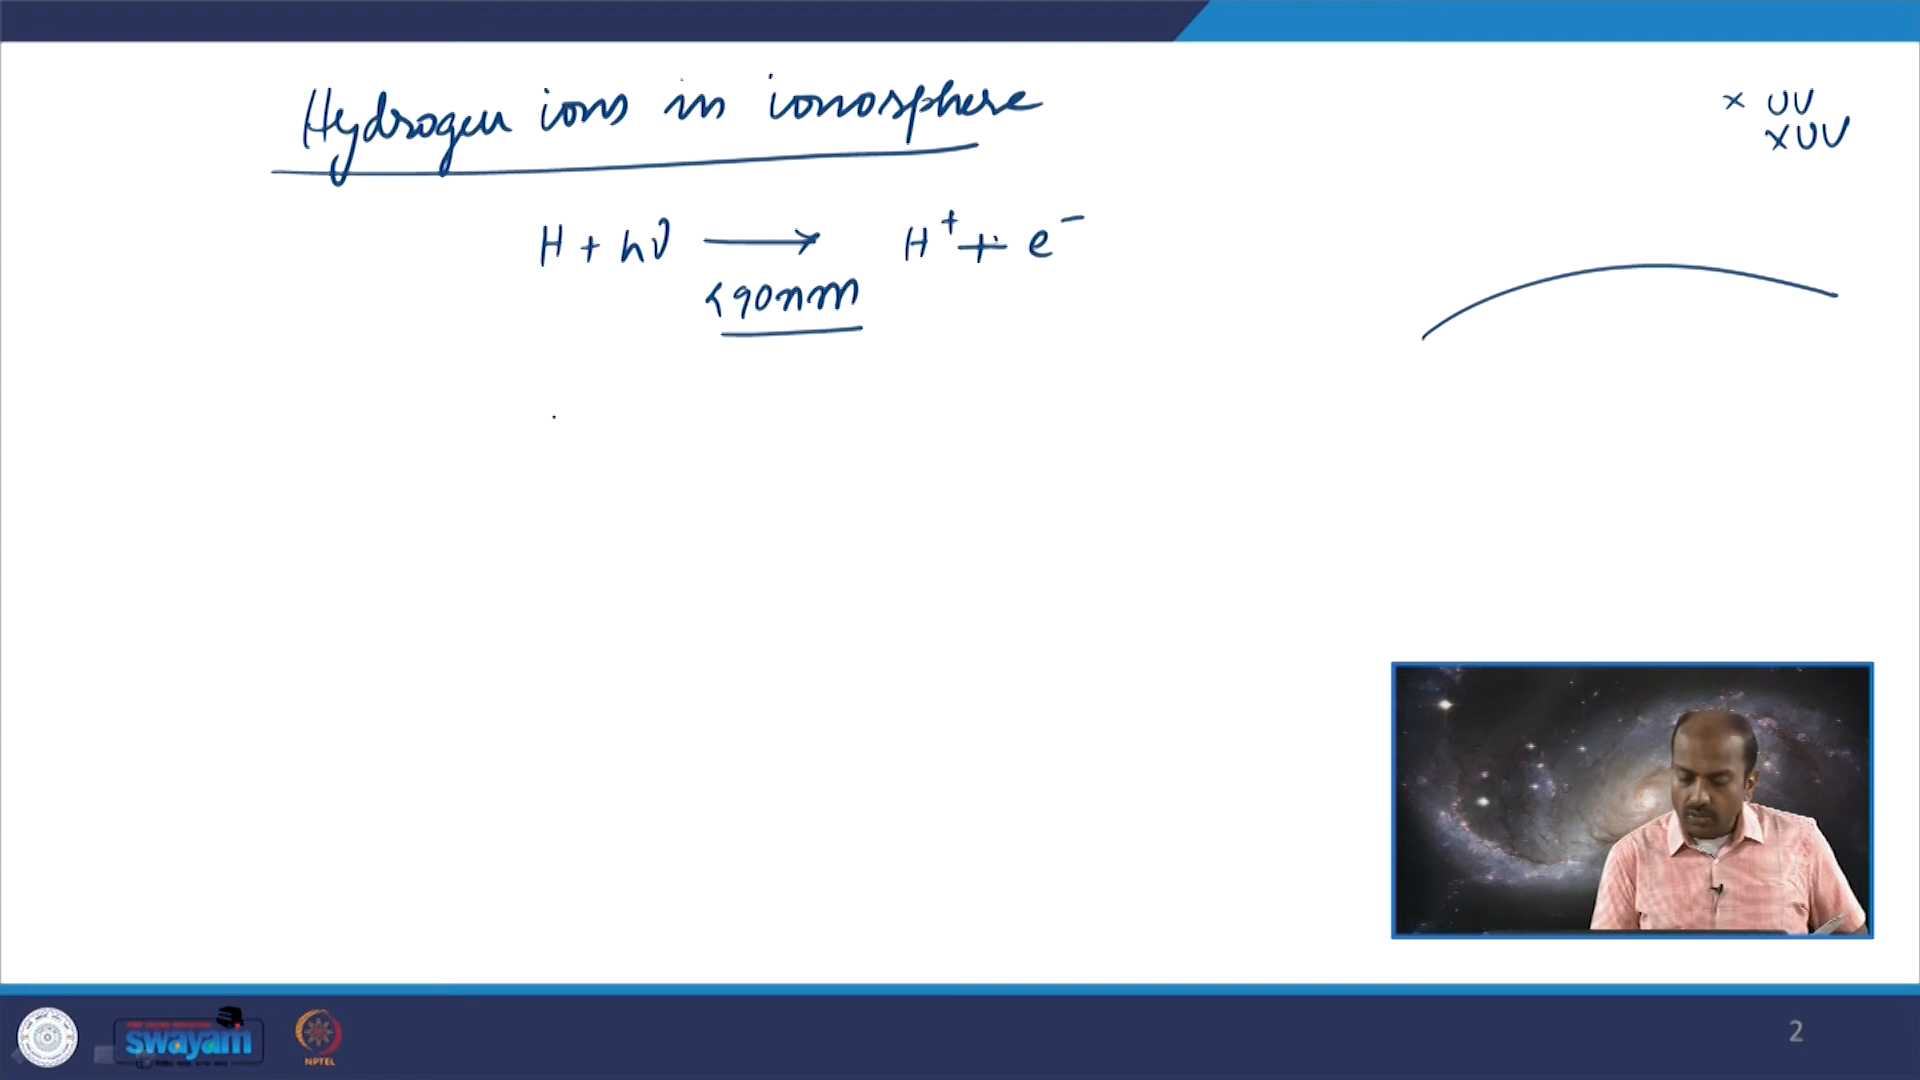 Hydrogen ions in ionosphere
x UV
XUV
H + hν ⟶ H⁺ + e⁻
<90nm
swayam
NPTEL
2